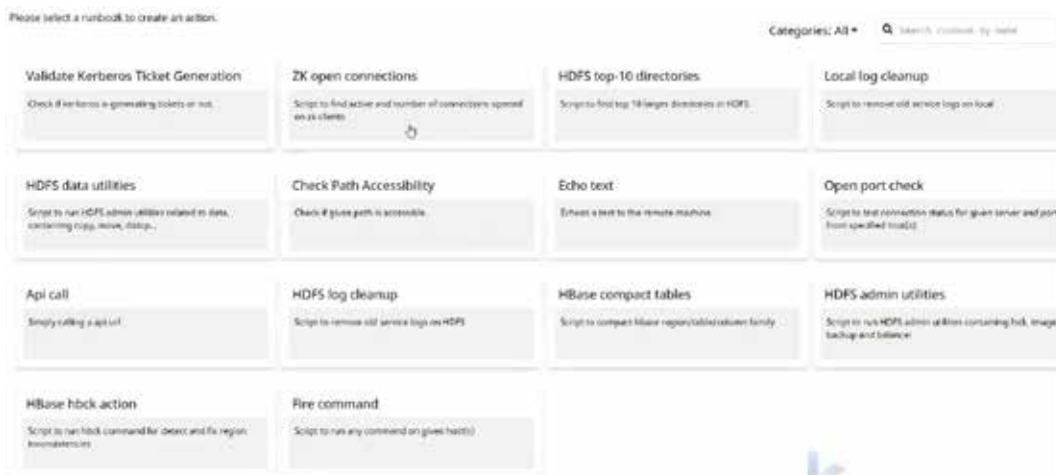 Please select a runbook to create an action.
Categories: All
Search runbook by name
Validate Kerberos Ticket Generation
ZK open connections
HDFS top-10 directories
Local log cleanup
Check if kerberos is generating tickets or not.
Script to find active and number of connections opened
on zk clients
Script to find top 10 larger directories in HDFS
Script to remove old service logs on local
HDFS data utilities
Check Path Accessibility
Echo text
Open port check
Script to run HDFS admin utilities related to data,
containing copy, move, distcp...
Check if given path is accessible.
Echoes a text to the remote machine
Script to test connection status for given server and port
from specified host(s)
Api call
HDFS log cleanup
HBase compact tables
HDFS admin utilities
Simply calling a api url
Script to remove old service logs on HDFS
Script to compact hbase region/table/column family
Script to run HDFS admin utilities containing fsck, image
backup and balancer
HBase hbck action
Fire command
Script to run hbck command for detect and fix region
inconsistencies
Script to run any command on given host(s)